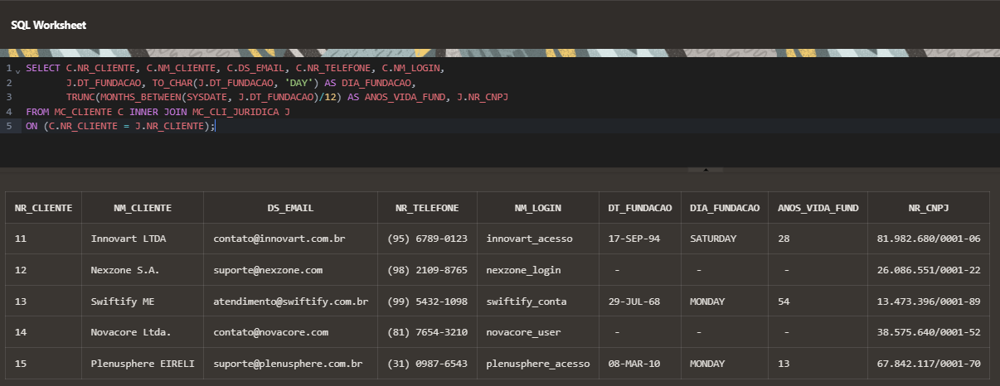 SQL Worksheet
1 SELECT C.NR_CLIENTE, C.NM_CLIENTE, C.DS_EMAIL, C.NR_TELEFONE, C.NM_LOGIN,
2 J.DT_FUNDACAO, TO_CHAR(J.DT_FUNDACAO, 'DAY') AS DIA_FUNDACAO,
3 TRUNC(MONTHS_BETWEEN(SYSDATE, J.DT_FUNDACAO)/12) AS ANOS_VIDA_FUND, J.NR_CNPJ
4 FROM MC_CLIENTE C INNER JOIN MC_CLI_JURIDICA J
5 ON (C.NR_CLIENTE = J.NR_CLIENTE);
NR_CLIENTE NM_CLIENTE DS_EMAIL NR_TELEFONE NM_LOGIN DT_FUNDACAO DIA_FUNDACAO ANOS_VIDA_FUND NR_CNPJ
11 Innovart LTDA contato@innovart.com.br (95) 6789-0123 innovart_acesso 17-SEP-94 SATURDAY 28 81.982.680/0001-06
12 Nexzone S.A. suporte@nexzone.com (98) 2109-8765 nexzone_login - - - 26.086.551/0001-22
13 Swiftify ME atendimento@swiftify.com.br (99) 5432-1098 swiftify_conta 29-JUL-68 MONDAY 54 13.473.396/0001-89
14 Novacore Ltda. contato@novacore.com (81) 7654-3210 novacore_user - - - 38.575.640/0001-52
15 Plenusphere EIRELI suporte@plenusphere.com.br (31) 0987-6543 plenusphere_acesso 08-MAR-10 MONDAY 13 67.842.117/0001-70